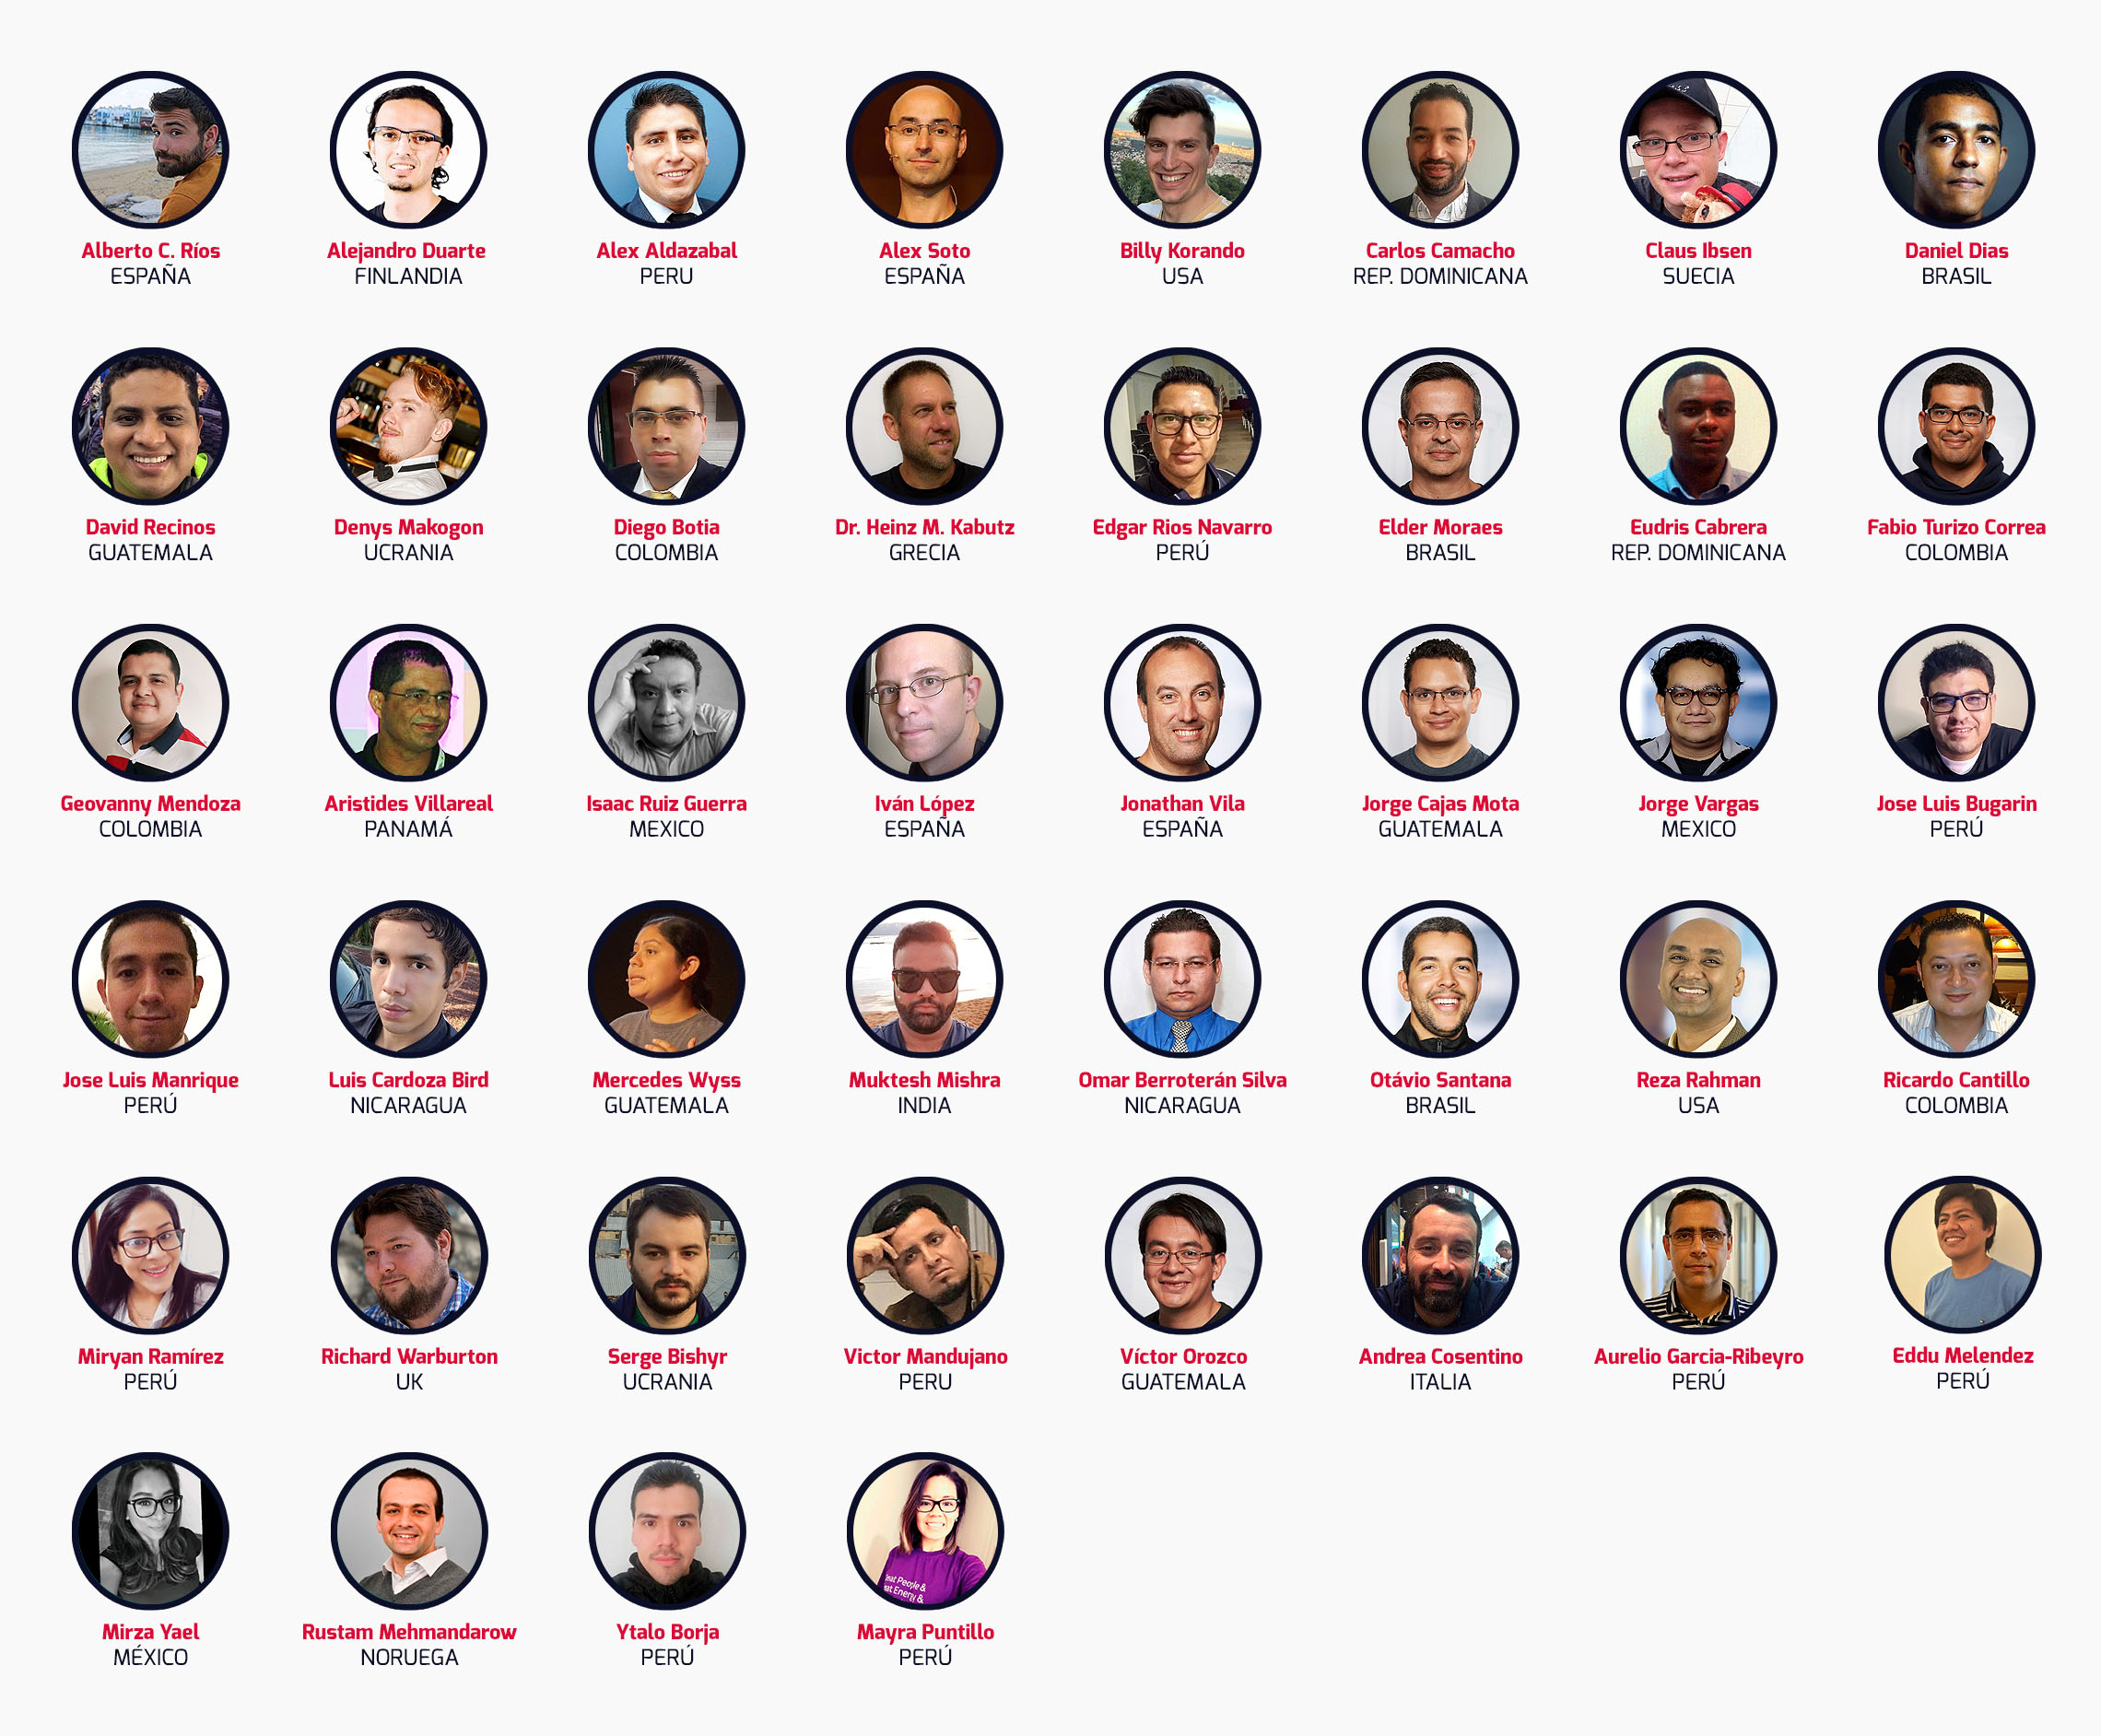 Alberto C. Ríos
ESPAÑA
Alejandro Duarte
FINLANDIA
Alex Aldazabal
PERU
Alex Soto
ESPAÑA
Billy Korando
USA
Carlos Camacho
REP. DOMINICANA
Claus Ibsen
SUECIA
Daniel Dias
BRASIL
David Recinos
GUATEMALA
Denys Makogon
UCRANIA
Diego Botia
COLOMBIA
Dr. Heinz M. Kabutz
GRECIA
Edgar Rios Navarro
PERÚ
Elder Moraes
BRASIL
Eudris Cabrera
REP. DOMINICANA
Fabio Turizo Correa
COLOMBIA
Geovanny Mendoza
COLOMBIA
Aristides Villareal
PANAMÁ
Isaac Ruiz Guerra
MEXICO
Iván López
ESPAÑA
Jonathan Vila
ESPAÑA
Jorge Cajas Mota
GUATEMALA
Jorge Vargas
MEXICO
Jose Luis Bugarin
PERÚ
Jose Luis Manrique
PERÚ
Luis Cardoza Bird
NICARAGUA
Mercedes Wyss
GUATEMALA
Muktesh Mishra
INDIA
Omar Berroterán Silva
NICARAGUA
Otávio Santana
BRASIL
Reza Rahman
USA
Ricardo Cantillo
COLOMBIA
Miryan Ramírez
PERÚ
Richard Warburton
UK
Serge Bishyr
UCRANIA
Victor Mandujano
PERU
Víctor Orozco
GUATEMALA
Andrea Cosentino
ITALIA
Aurelio Garcia-Ribeyro
PERÚ
Eddu Melendez
PERÚ
Mirza Yael
MÉXICO
Rustam Mehmandarow
NORUEGA
Ytalo Borja
PERÚ
People &
Energy &
Mayra Puntillo
PERÚ